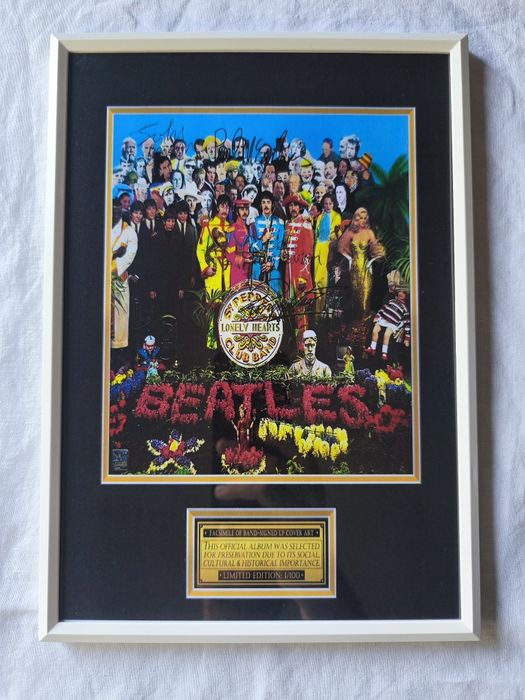 SGT PEPPERS
LONELY HEARTS
CLUB BAND
BEATLES
• FACSIMILE OF BAND-SIGNED LP COVER ART •
THIS OFFICIAL ALBUM WAS SELECTED
FOR PRESERVATION DUE TO ITS SOCIAL,
CULTURAL & HISTORICAL IMPORTANCE
• LIMITED EDITION: 1/100 •